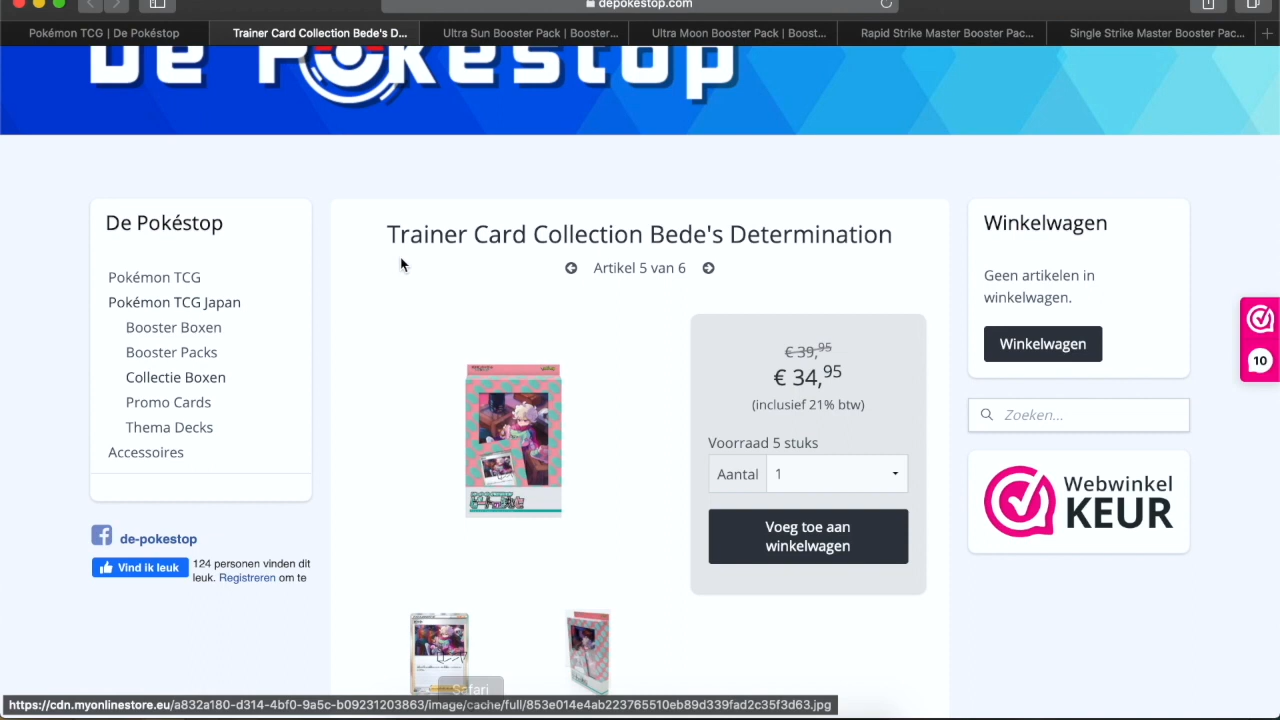 depokestop.com
Pokémon TCG | De Pokéstop
Trainer Card Collection Bede's D...
Ultra Sun Booster Pack | Booster...
Ultra Moon Booster Pack | Boost...
Rapid Strike Master Booster Pac...
Single Strike Master Booster Pac...
De Pokéstop
De Pokéstop
Pokémon TCG
Pokémon TCG Japan
Booster Boxen
Booster Packs
Collectie Boxen
Promo Cards
Thema Decks
Accessoires
de-pokestop
Vind ik leuk
124 personen vinden dit
leuk. Registreren om te
Trainer Card Collection Bede's Determination
Artikel 5 van 6
€ 39,95
€ 34,95
(inclusief 21% btw)
Voorraad 5 stuks
Aantal 1
Voeg toe aan
winkelwagen
Winkelwagen
Geen artikelen in
winkelwagen.
Winkelwagen
Zoeken...
Webwinkel
KEUR
10
Safari
https://cdn.myonlinestore.eu/a832a180-d314-4bf0-9a5c-b09231203863/image/cache/full/853e014e4ab223765510eb89d339fad2c35f3d63.jpg